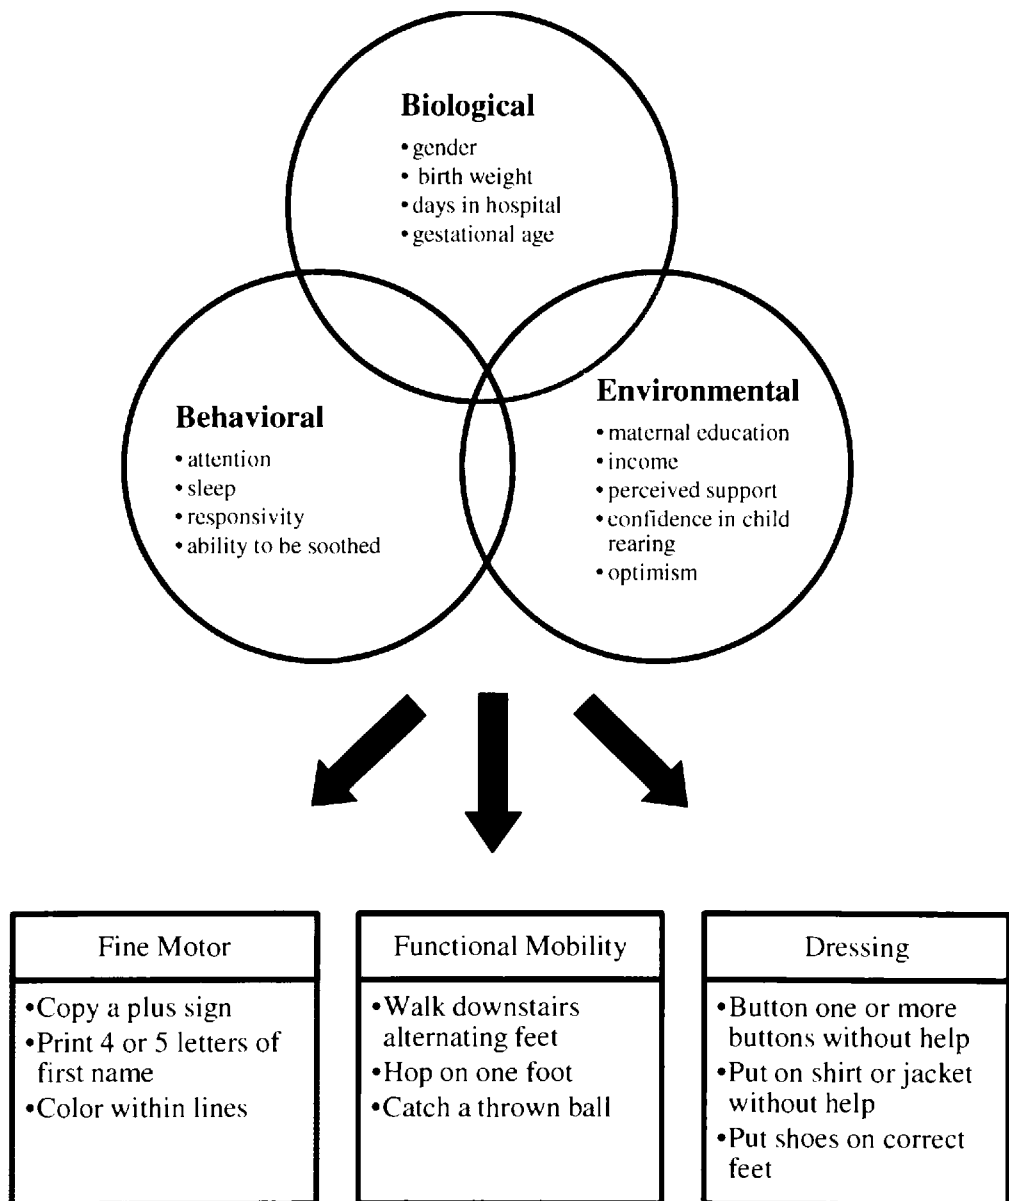 Biological
• gender
• birth weight
• days in hospital
• gestational age
Behavioral
• attention
• sleep
• responsivity
• ability to be soothed
Environmental
• maternal education
• income
• perceived support
• confidence in child
rearing
• optimism
Fine Motor
•Copy a plus sign
•Print 4 or 5 letters of
first name
•Color within lines
Functional Mobility
•Walk downstairs
alternating feet
•Hop on one foot
•Catch a thrown ball
Dressing
•Button one or more
buttons without help
•Put on shirt or jacket
without help
•Put shoes on correct
feet